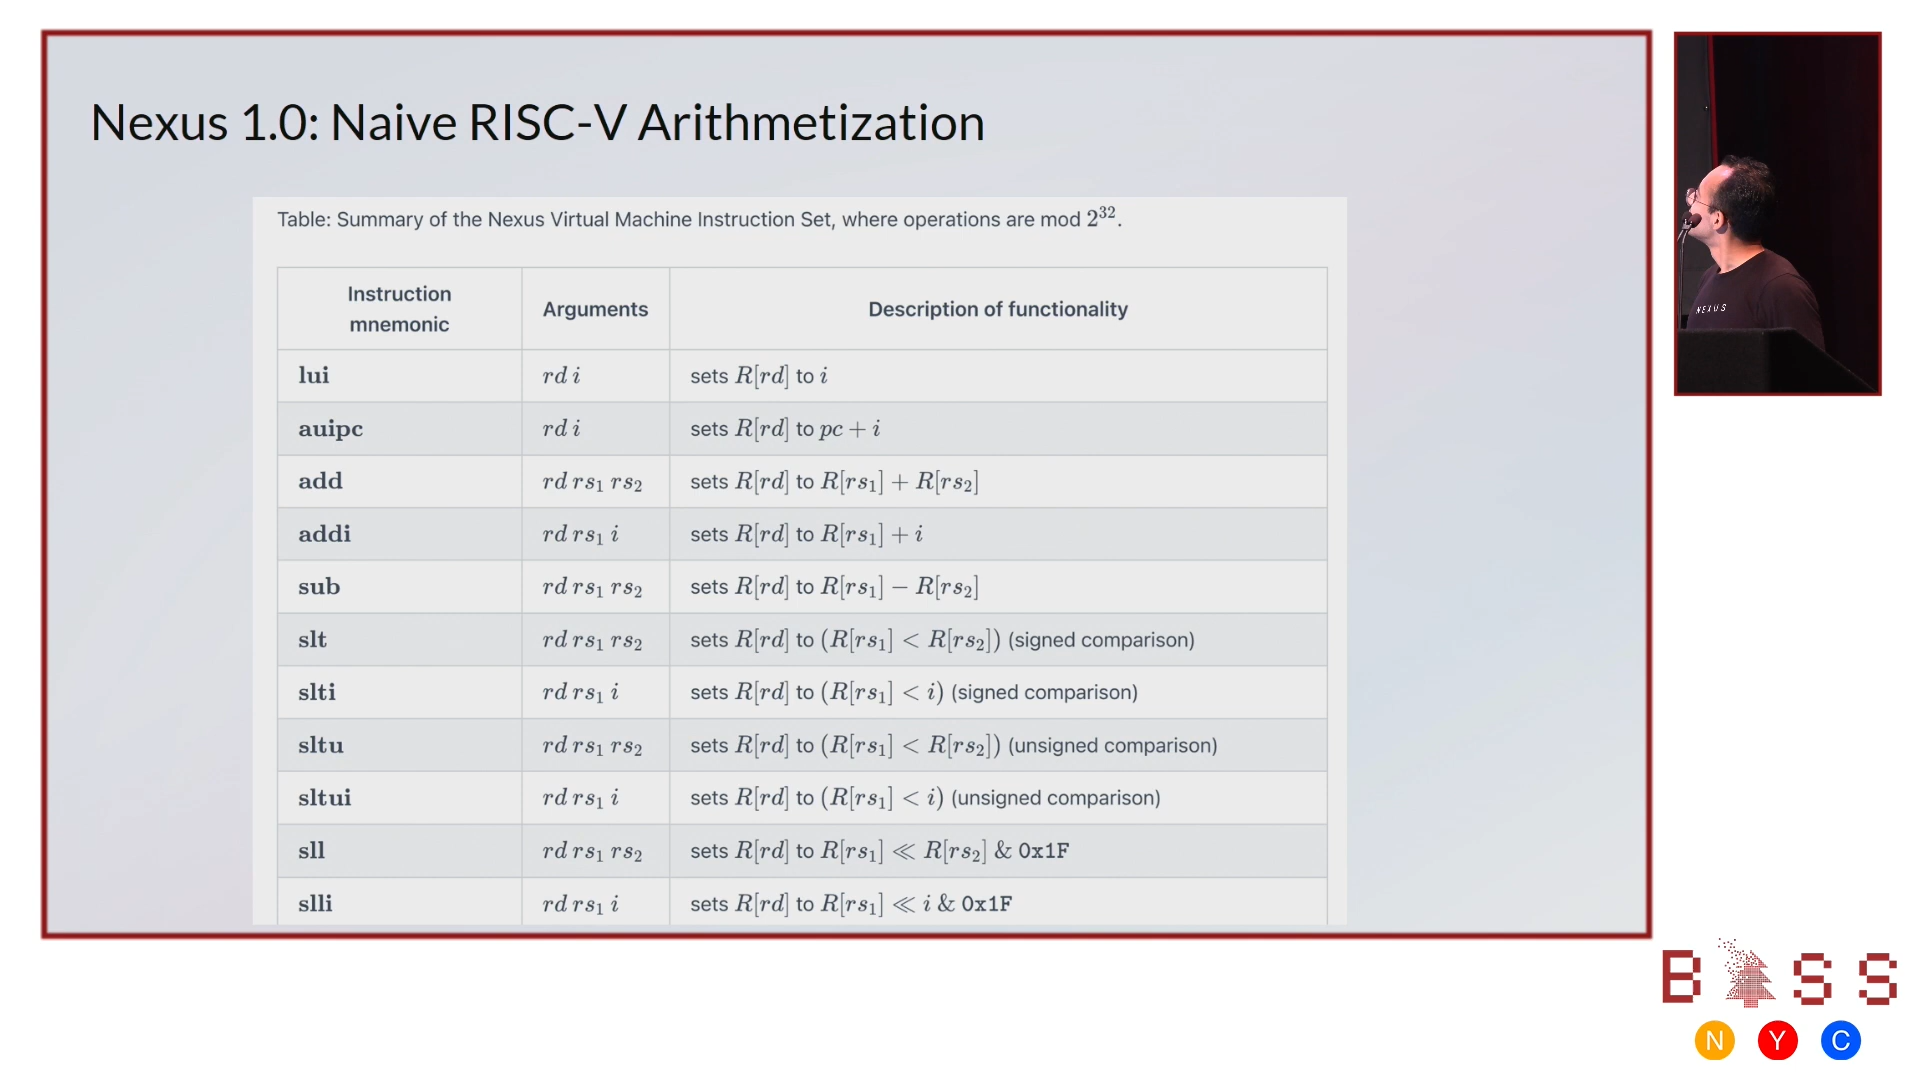 Nexus 1.0: Naive RISC-V Arithmetization
Table: Summary of the Nexus Virtual Machine Instruction Set, where operations are mod 2^32.
Instruction mnemonic Arguments Description of functionality
lui rd i sets R[rd] to i
auipc rd i sets R[rd] to pc + i
add rd rs₁ rs₂ sets R[rd] to R[rs₁] + R[rs₂]
addi rd rs₁ i sets R[rd] to R[rs₁] + i
sub rd rs₁ rs₂ sets R[rd] to R[rs₁] − R[rs₂]
slt rd rs₁ rs₂ sets R[rd] to (R[rs₁] < R[rs₂]) (signed comparison)
slti rd rs₁ i sets R[rd] to (R[rs₁] < i) (signed comparison)
sltu rd rs₁ rs₂ sets R[rd] to (R[rs₁] < R[rs₂]) (unsigned comparison)
sltui rd rs₁ i sets R[rd] to (R[rs₁] < i) (unsigned comparison)
sll rd rs₁ rs₂ sets R[rd] to R[rs₁] ≪ R[rs₂] & 0x1F
slli rd rs₁ i sets R[rd] to R[rs₁] ≪ i & 0x1F
NEXUS
B SS
N Y C